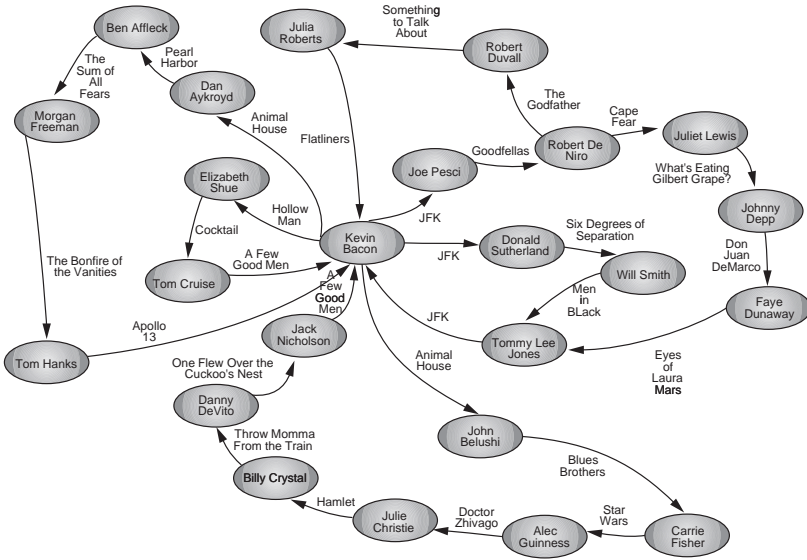 Something
to Talk
About
Ben Affleck
Julia
Roberts
Robert
Duvall
Pearl
Harbor
The
Sum of
All
Fears
Dan
Aykroyd
The
Godfather
Cape
Fear
Morgan
Freeman
Animal
House
Flatliners
Juliet Lewis
Goodfellas
Robert De
Niro
Joe Pesci
What's Eating
Gilbert Grape?
Elizabeth
Shue
Hollow
Man
JFK
Johnny
Depp
Cocktail
Kevin
Bacon
JFK
Donald
Sutherland
Six Degrees of
Separation
Don
Juan
DeMarco
The Bonfire of
the Vanities
Tom Cruise
A Few
Good Men
Will Smith
A
Few
Good
Men
Men
in
BLack
Faye
Dunaway
Apollo
13
Jack
Nicholson
JFK
Tommy Lee
Jones
Tom Hanks
Animal
House
Eyes
of
Laura
Mars
One Flew Over the
Cuckoo's Nest
Danny
DeVito
John
Belushi
Throw Momma
From the Train
Blues
Brothers
Billy Crystal
Hamlet
Julie
Christie
Doctor
Zhivago
Alec
Guinness
Star
Wars
Carrie
Fisher